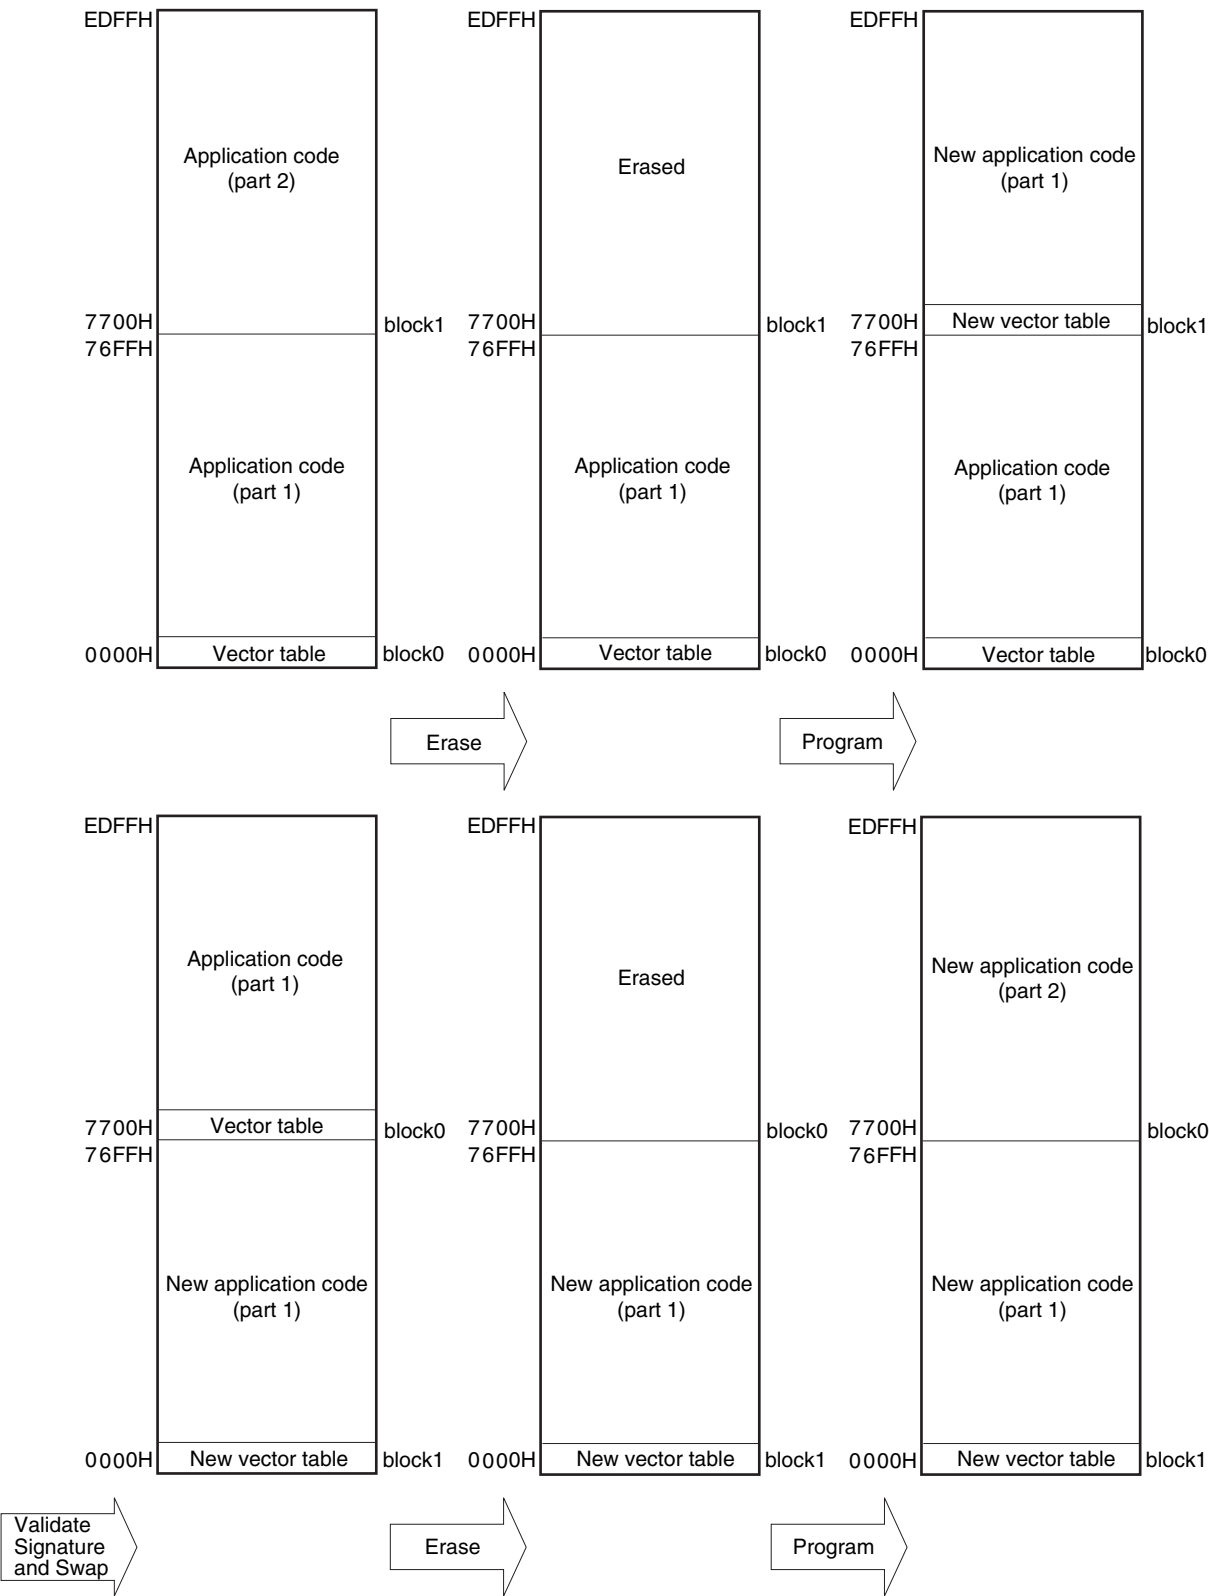 EDFFH
Application code
(part 2)
7700H
block1
76FFH
Application code
(part 1)
0000H
Vector table
block0
EDFFH
Erased
7700H
block1
76FFH
Application code
(part 1)
0000H
Vector table
block0
EDFFH
New application code
(part 1)
7700H
New vector table
block1
76FFH
Application code
(part 1)
0000H
Vector table
block0
Erase
Program
EDFFH
Application code
(part 1)
7700H
Vector table
block0
76FFH
New application code
(part 1)
0000H
New vector table
block1
EDFFH
Erased
7700H
block0
76FFH
New application code
(part 1)
0000H
New vector table
block1
EDFFH
New application code
(part 2)
7700H
block0
76FFH
New application code
(part 1)
0000H
New vector table
block1
Validate
Signature
and Swap
Erase
Program